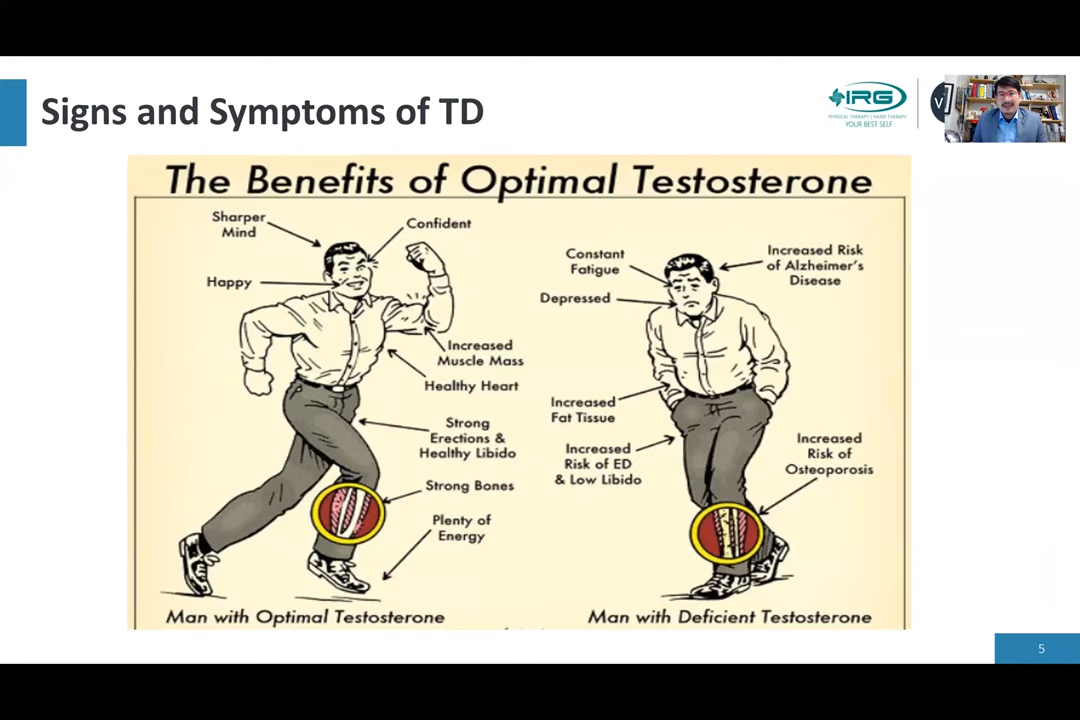 Signs and Symptoms of TD
IRG
PHYSICAL THERAPY | HAND THERAPY
YOUR BEST SELF
V
The Benefits of Optimal Testosterone
Sharper
Mind
Confident
Happy
Increased
Muscle Mass
Healthy Heart
Strong
Erections &
Healthy Libido
Strong Bones
Plenty of
Energy
Man with Optimal Testosterone
Constant
Fatigue
Increased Risk
of Alzheimer's
Disease
Depressed
Increased
Fat Tissue
Increased
Risk of ED
& Low Libido
Increased
Risk of
Osteoporosis
Man with Deficient Testosterone
5